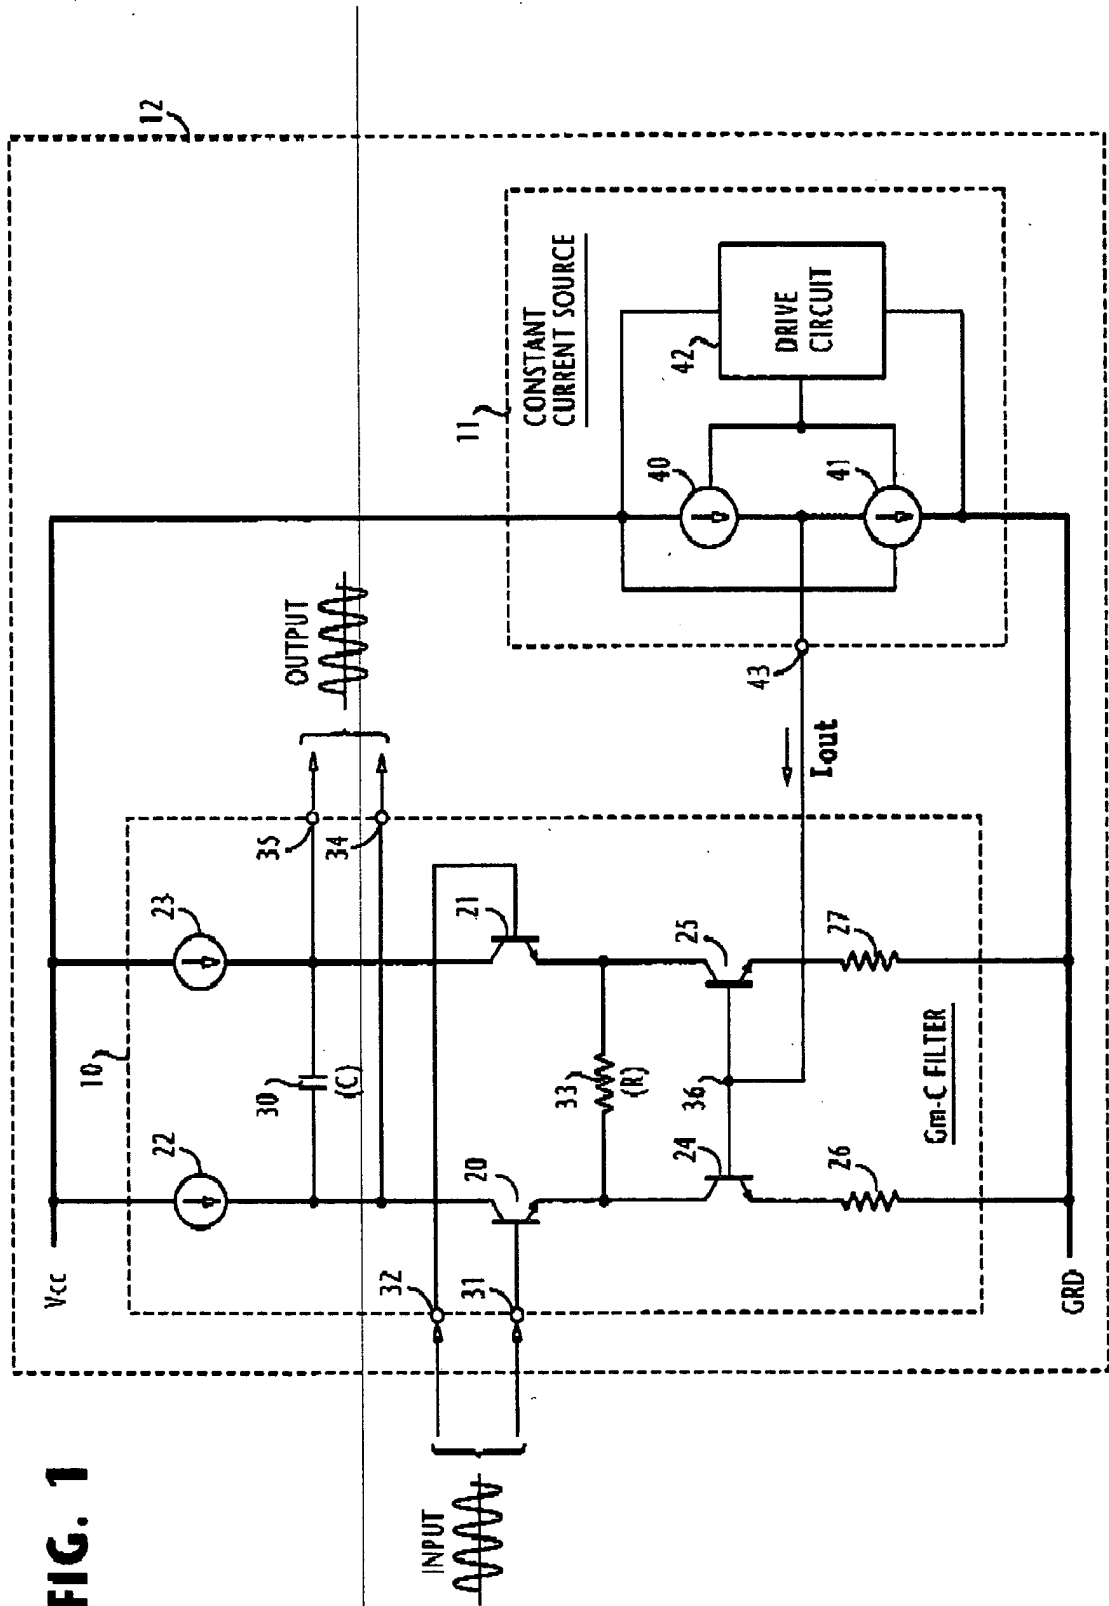 FIG. 1
12
Vcc
10
22
23
30
(C)
35
34
OUTPUT
32
31
INPUT
20
21
33
(R)
24
25
36
26
27
Gm-C FILTER
GRD
Iout
43
11
CONSTANT
CURRENT SOURCE
40
41
42
DRIVE
CIRCUIT